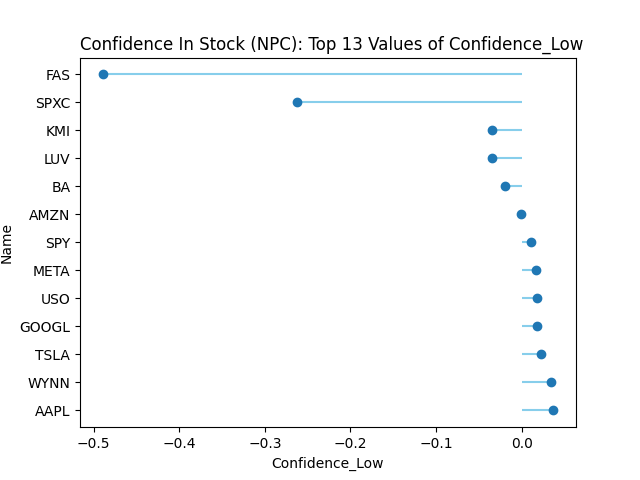 Confidence In Stock (NPC): Top 13 Values of Confidence_Low
FAS
SPXC
KMI
LUV
BA
AMZN
SPY
META
USO
GOOGL
TSLA
WYNN
AAPL
Name
−0.5 −0.4 −0.3 −0.2 −0.1 0.0
Confidence_Low